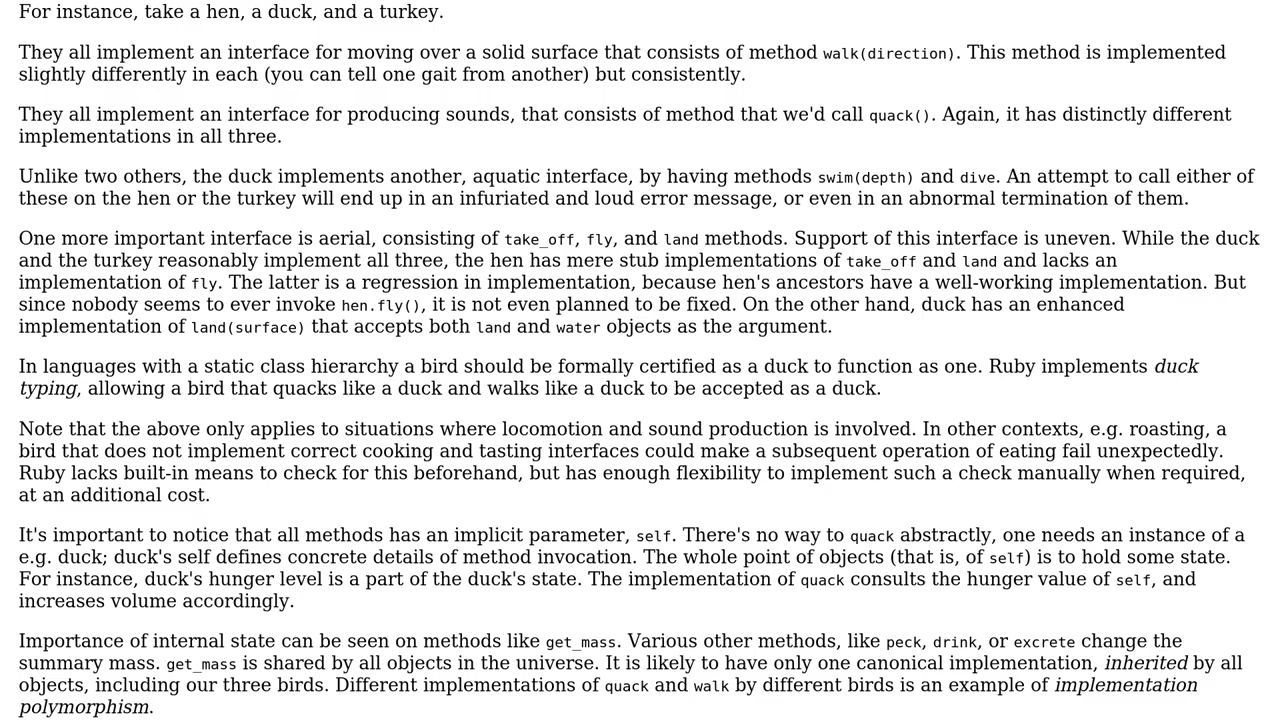 For instance, take a hen, a duck, and a turkey.
They all implement an interface for moving over a solid surface that consists of method walk(direction). This method is implemented
slightly differently in each (you can tell one gait from another) but consistently.
They all implement an interface for producing sounds, that consists of method that we'd call quack(). Again, it has distinctly different
implementations in all three.
Unlike two others, the duck implements another, aquatic interface, by having methods swim(depth) and dive. An attempt to call either of
these on the hen or the turkey will end up in an infuriated and loud error message, or even in an abnormal termination of them.
One more important interface is aerial, consisting of take_off, fly, and land methods. Support of this interface is uneven. While the duck
and the turkey reasonably implement all three, the hen has mere stub implementations of take_off and land and lacks an
implementation of fly. The latter is a regression in implementation, because hen's ancestors have a well-working implementation. But
since nobody seems to ever invoke hen.fly(), it is not even planned to be fixed. On the other hand, duck has an enhanced
implementation of land(surface) that accepts both land and water objects as the argument.
In languages with a static class hierarchy a bird should be formally certified as a duck to function as one. Ruby implements duck
typing, allowing a bird that quacks like a duck and walks like a duck to be accepted as a duck.
Note that the above only applies to situations where locomotion and sound production is involved. In other contexts, e.g. roasting, a
bird that does not implement correct cooking and tasting interfaces could make a subsequent operation of eating fail unexpectedly.
Ruby lacks built-in means to check for this beforehand, but has enough flexibility to implement such a check manually when required,
at an additional cost.
It's important to notice that all methods has an implicit parameter, self. There's no way to quack abstractly, one needs an instance of a
e.g. duck; duck's self defines concrete details of method invocation. The whole point of objects (that is, of self) is to hold some state.
For instance, duck's hunger level is a part of the duck's state. The implementation of quack consults the hunger value of self, and
increases volume accordingly.
Importance of internal state can be seen on methods like get_mass. Various other methods, like peck, drink, or excrete change the
summary mass. get_mass is shared by all objects in the universe. It is likely to have only one canonical implementation, inherited by all
objects, including our three birds. Different implementations of quack and walk by different birds is an example of implementation
polymorphism.